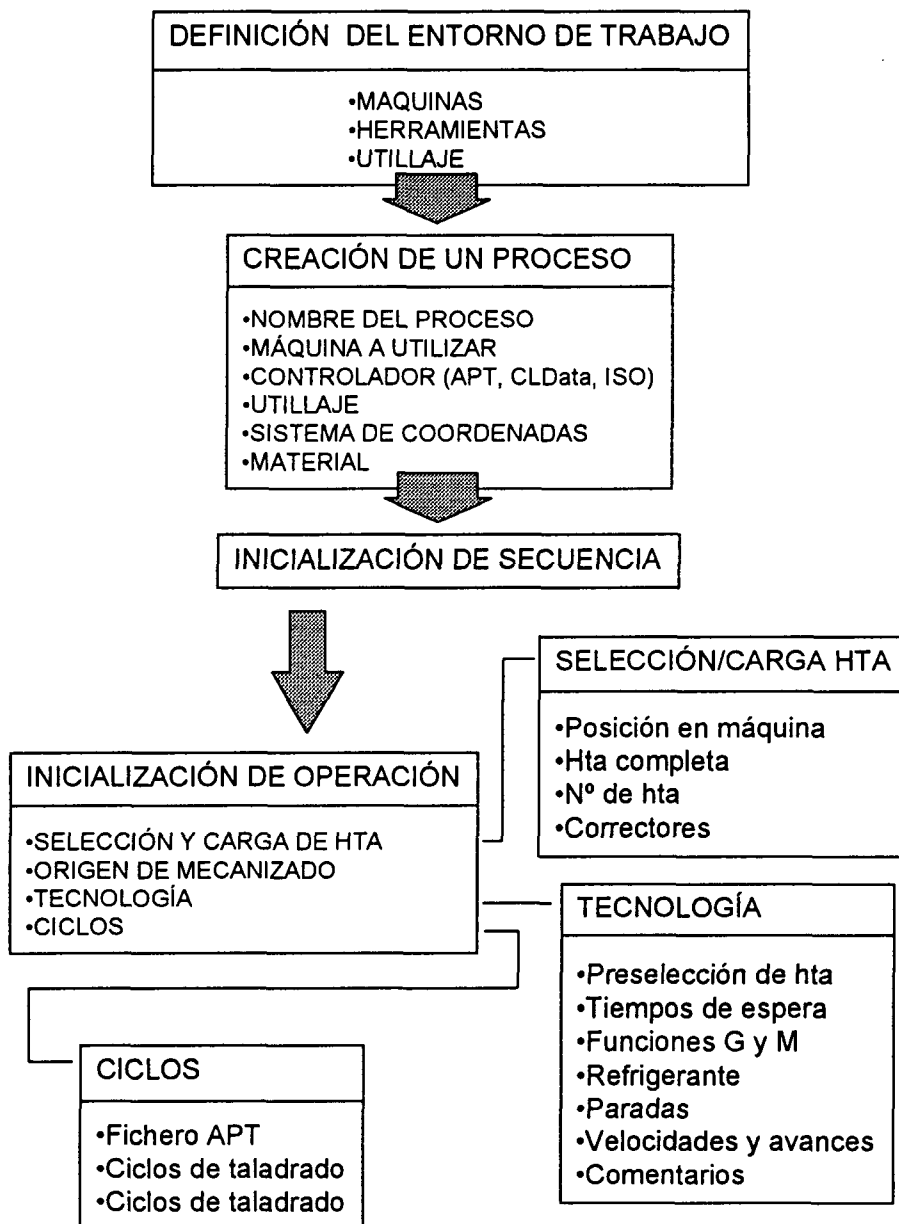 DEFINICIÓN DEL ENTORNO DE TRABAJO
•MAQUINAS
•HERRAMIENTAS
•UTILLAJE
CREACIÓN DE UN PROCESO
•NOMBRE DEL PROCESO
•MÁQUINA A UTILIZAR
•CONTROLADOR (APT, CLData, ISO)
•UTILLAJE
•SISTEMA DE COORDENADAS
•MATERIAL
INICIALIZACIÓN DE SECUENCIA
SELECCIÓN/CARGA HTA
•Posición en máquina
•Hta completa
•Nº de hta
•Correctores
INICIALIZACIÓN DE OPERACIÓN
•SELECCIÓN Y CARGA DE HTA
•ORIGEN DE MECANIZADO
•TECNOLOGÍA
•CICLOS
TECNOLOGÍA
•Preselección de hta
•Tiempos de espera
•Funciones G y M
•Refrigerante
•Paradas
•Velocidades y avances
•Comentarios
CICLOS
•Fichero APT
•Ciclos de taladrado
•Ciclos de taladrado